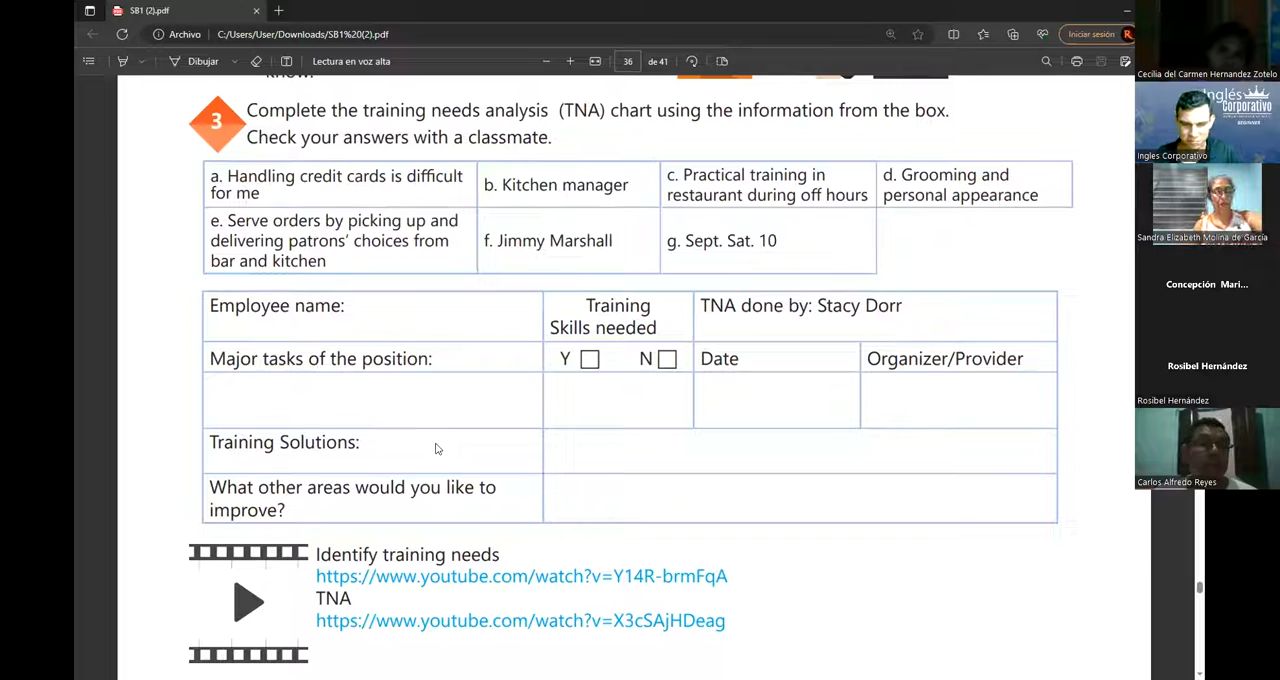 SB1 (2).pdf
Archivo
C:/Users/User/Downloads/SB1%20(2).pdf
Iniciar sesión
R
Dibujar
Lectura en voz alta
36
de 41
3
Complete the training needs analysis (TNA) chart using the information from the box.
Check your answers with a classmate.
a. Handling credit cards is difficult
for me
b. Kitchen manager
c. Practical training in
restaurant during off hours
d. Grooming and
personal appearance
e. Serve orders by picking up and
delivering patrons’ choices from
bar and kitchen
f. Jimmy Marshall
g. Sept. Sat. 10
Employee name:
Training
Skills needed
TNA done by: Stacy Dorr
Major tasks of the position:
Y
N
Date
Organizer/Provider
Training Solutions:
What other areas would you like to
improve?
Identify training needs
https://www.youtube.com/watch?v=Y14R-brmFqA
TNA
https://www.youtube.com/watch?v=X3cSAjHDeag
Cecilia del Carmen Hernandez Zotelo
Inglés
Corporativo
BEGINNER
Ingles Corporativo
Sandra Elizabeth Molina de García
Concepción Mari...
Rosibel Hernández
Rosibel Hernández
Carlos Alfredo Reyes